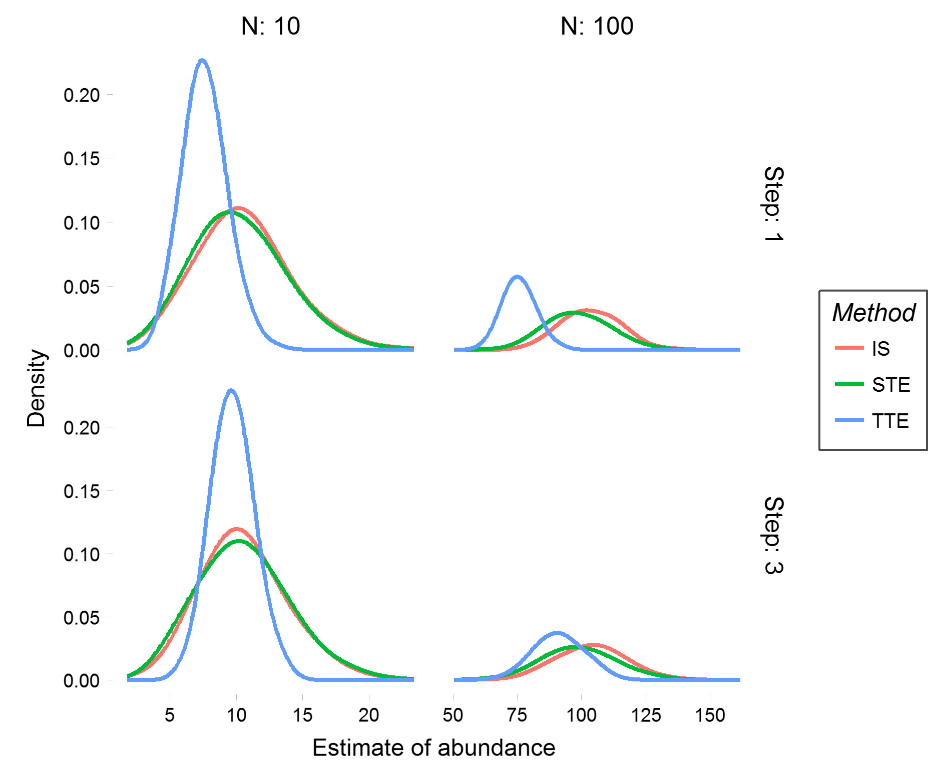 N: 10
N: 100
0.20
0.15
0.10
0.05
0.00
Step: 1
Density
0.20
0.15
0.10
0.05
0.00
Step: 3
5
10
15
20
50
75
100
125
150
Estimate of abundance
Method
IS
STE
TTE